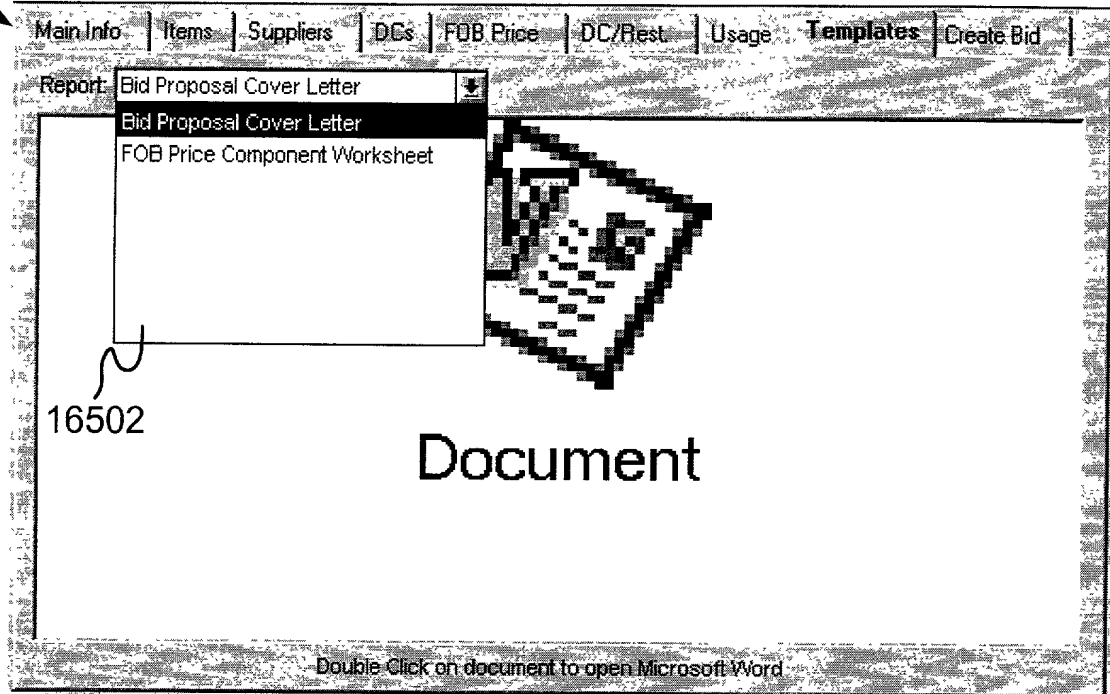 Main Info Items Suppliers DCs FOB Price DC/Rest. Usage Templates Create Bid
Report: Bid Proposal Cover Letter
Bid Proposal Cover Letter
FOB Price Component Worksheet
16502
Document
Double Click on document to open Microsoft Word